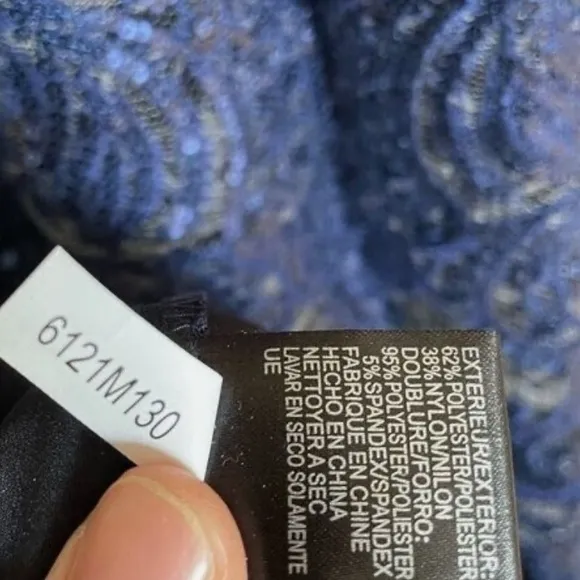 6121M130
EXTERIEUR/EXTERIOR:
62%POLYESTER/POLIESTER
38%NYLON/NILON
DOUBLURE/FORRO:
95%POLYESTER/POLIESTER
5%SPANDEX/SPANDEX
FABRIQUE EN CHINE
HECHO EN CHINA
NETTOYER A SEC
LAVAR EN SECO SOLAMENTE
UE